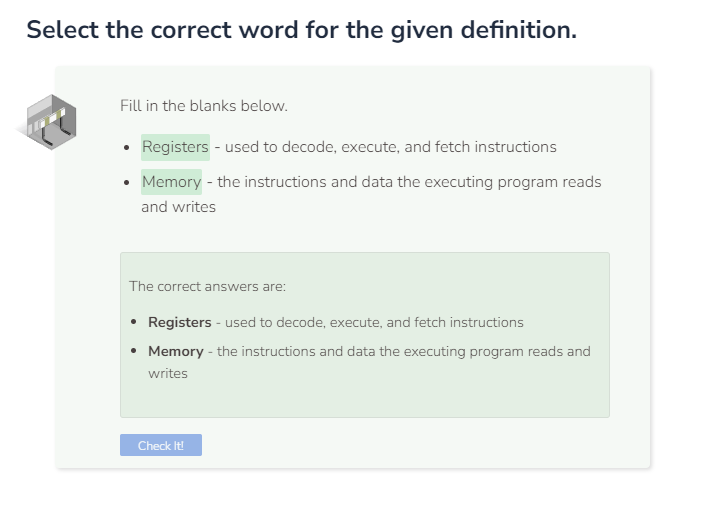 Select the correct word for the given definition.
Fill in the blanks below.
• Registers - used to decode, execute, and fetch instructions
• Memory - the instructions and data the executing program reads
and writes
The correct answers are:
• Registers - used to decode, execute, and fetch instructions
• Memory - the instructions and data the executing program reads and
writes
Check It!